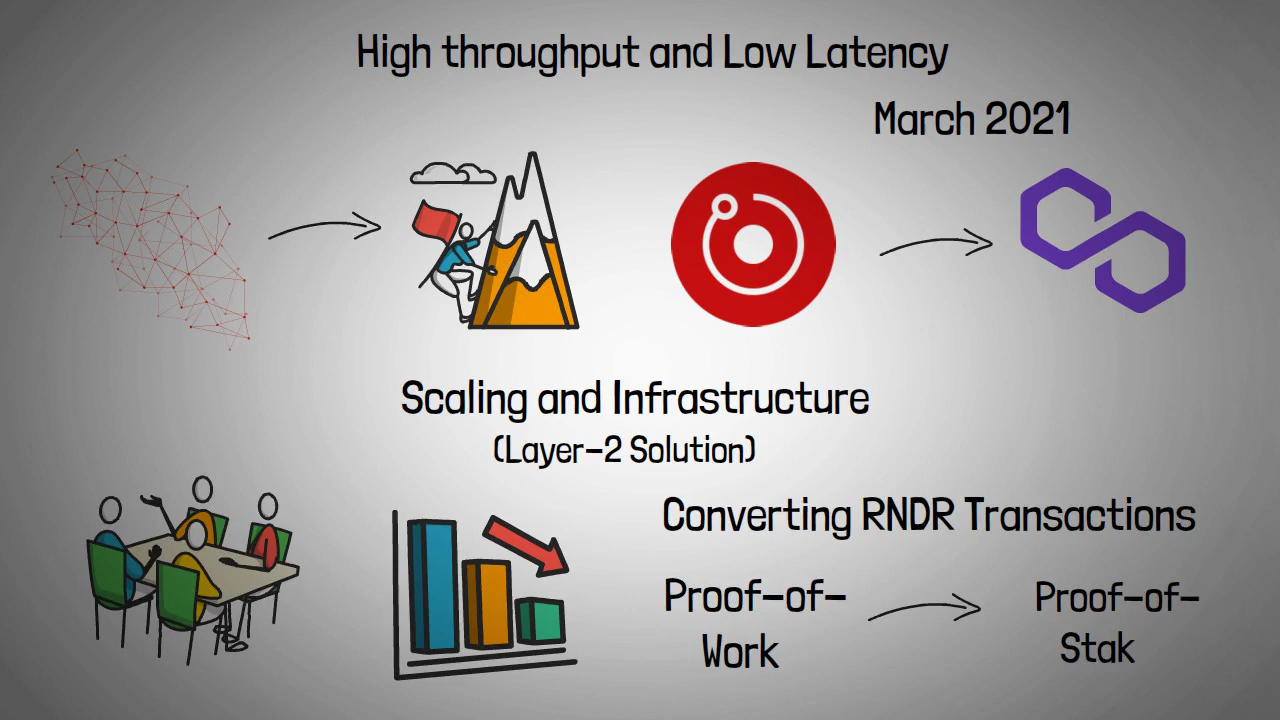 High throughput and Low Latency
March 2021
Scaling and Infrastructure
(Layer-2 Solution)
Converting RNDR Transactions
Proof-of-
Work
Proof-of-
Stak